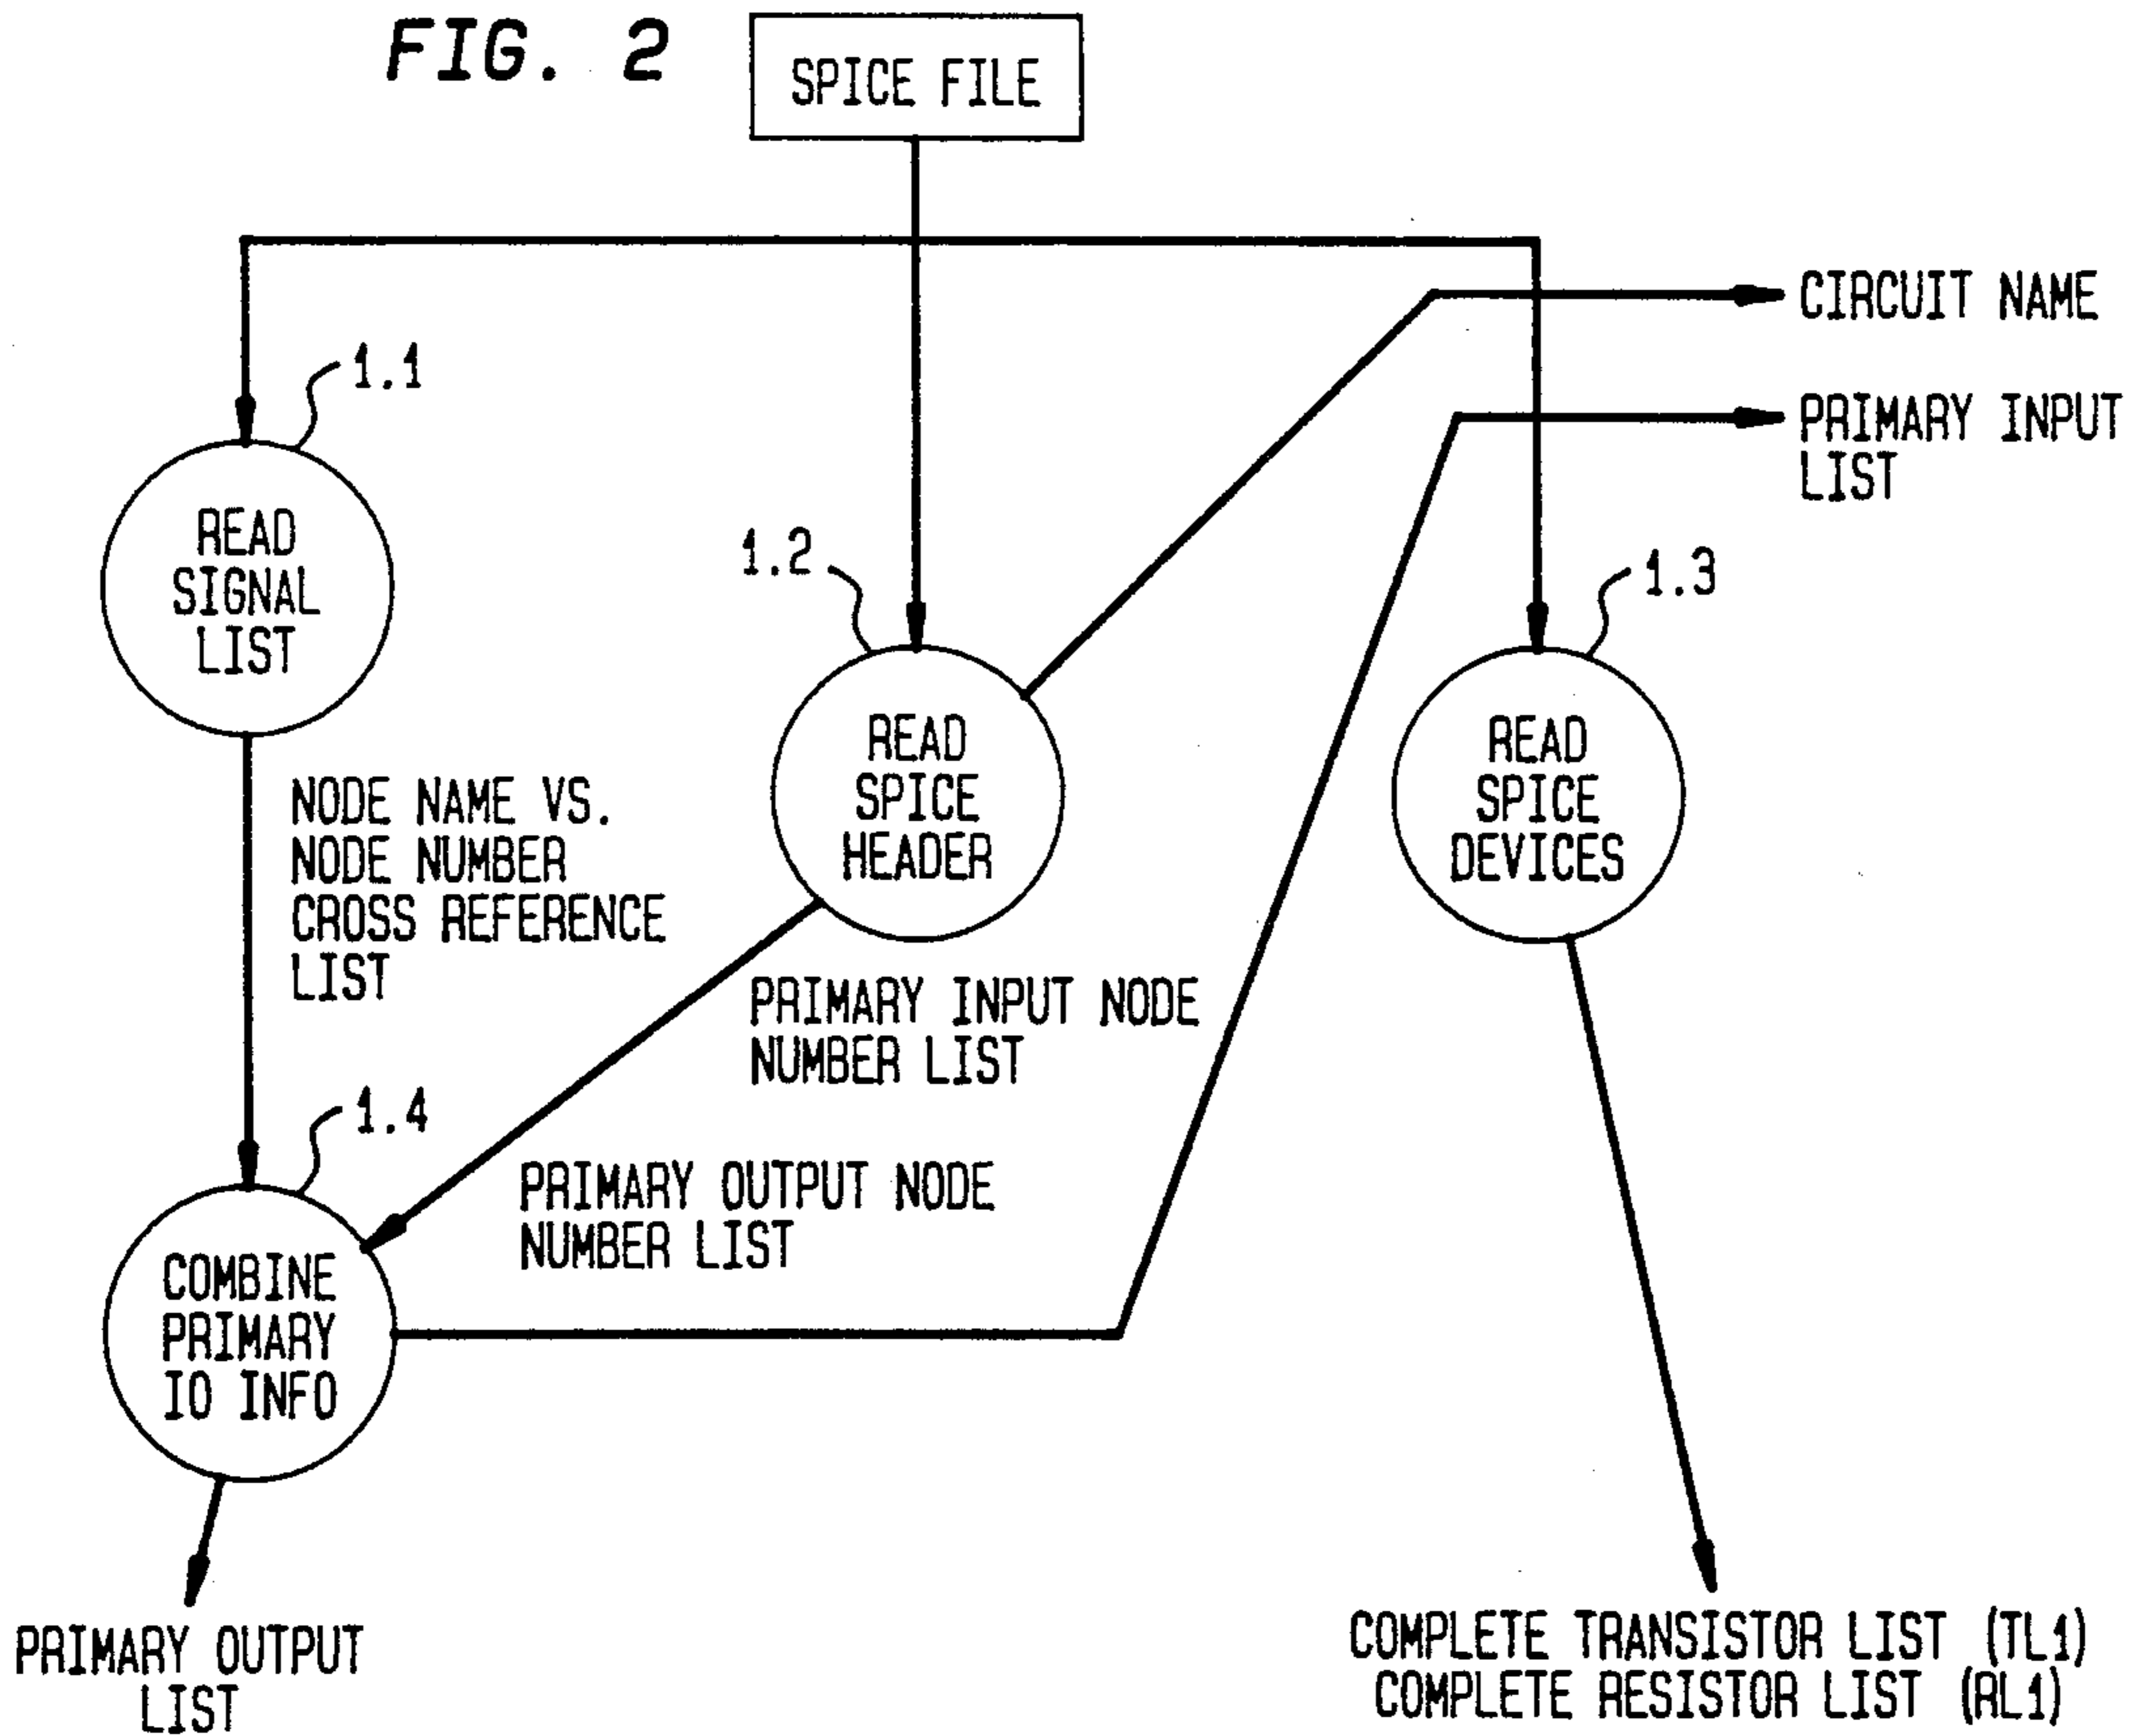 FIG. 2
SPICE FILE
CIRCUIT NAME
1.1
PRIMARY INPUT
LIST
READ
SIGNAL
LIST
1.2
1.3
READ
SPICE
HEADER
READ
SPICE
DEVICES
NODE NAME VS.
NODE NUMBER
CROSS REFERENCE
LIST
PRIMARY INPUT NODE
NUMBER LIST
1.4
PRIMARY OUTPUT NODE
NUMBER LIST
COMBINE
PRIMARY
IO INFO
PRIMARY OUTPUT
LIST
COMPLETE TRANSISTOR LIST (TL1)
COMPLETE RESISTOR LIST (RL1)